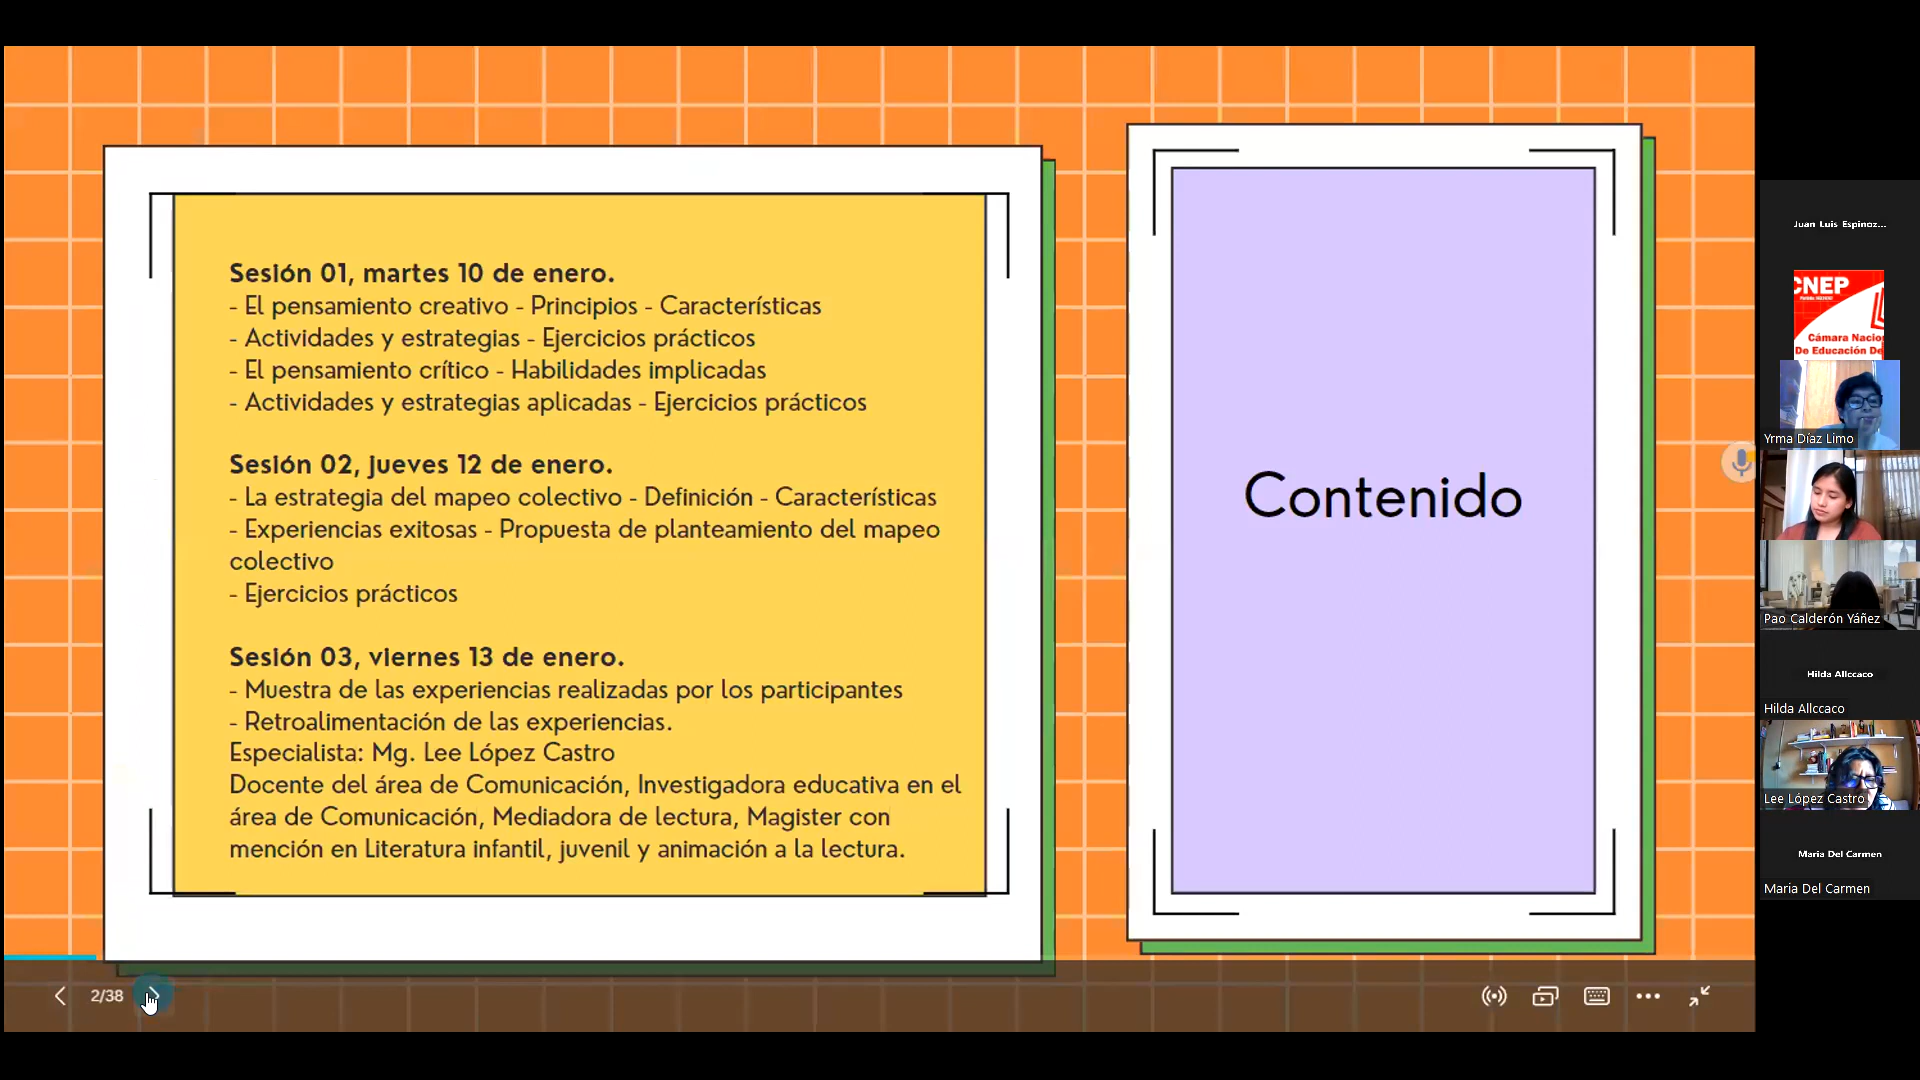 Sesión 01, martes 10 de enero.
- El pensamiento creativo - Principios - Características
- Actividades y estrategias - Ejercicios prácticos
- El pensamiento crítico - Habilidades implicadas
- Actividades y estrategias aplicadas - Ejercicios prácticos
Sesión 02, jueves 12 de enero.
- La estrategia del mapeo colectivo - Definición - Características
- Experiencias exitosas - Propuesta de planteamiento del mapeo
colectivo
- Ejercicios prácticos
Sesión 03, viernes 13 de enero.
- Muestra de las experiencias realizadas por los participantes
- Retroalimentación de las experiencias.
Especialista: Mg. Lee López Castro
Docente del área de Comunicación, Investigadora educativa en el
área de Comunicación, Mediadora de lectura, Magister con
mención en Literatura infantil, juvenil y animación a la lectura.
Contenido
2/38
Juan Luis Espinoz...
CNEP
Cámara Nacio
De Educación De
Yrma Díaz Limo
Pao Calderón Yáñez
Hilda Allccaco
Hilda Allccaco
Lee López Castro
Maria Del Carmen
Maria Del Carmen